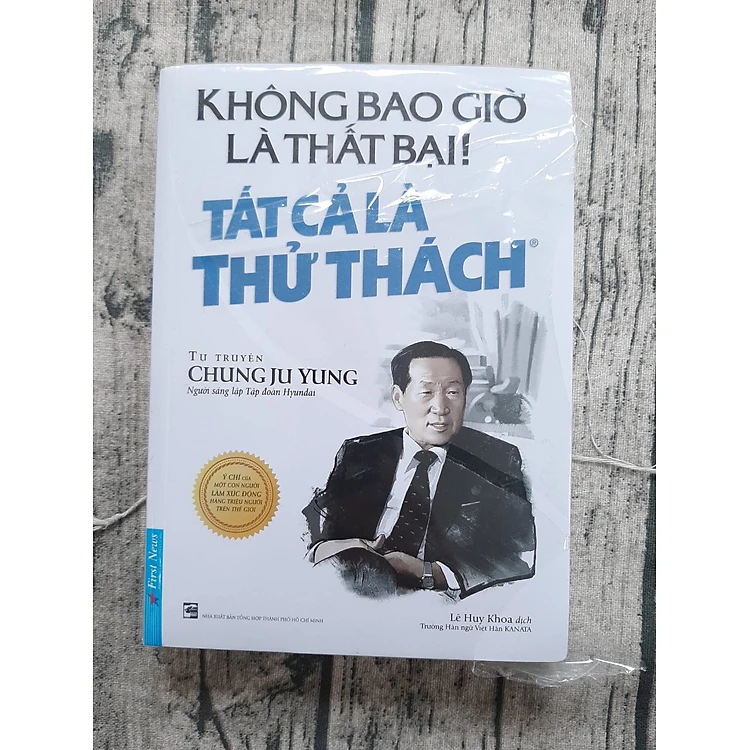 KHÔNG BAO GIỜ
LÀ THẤT BẠI!
TẤT CẢ LÀ
THỬ THÁCH®
TỰ TRUYỆN
CHUNG JU YUNG
Người sáng lập Tập đoàn Hyundai
Ý CHÍ CỦA
MỘT CON NGƯỜI
LÀM XÚC ĐỘNG
HÀNG TRIỆU NGƯỜI
TRÊN THẾ GIỚI
First News
NHÀ XUẤT BẢN TỔNG HỢP THÀNH PHỐ HỒ CHÍ MINH
Lê Huy Khoa dịch
Trường Hàn ngữ Việt Hàn KANATA